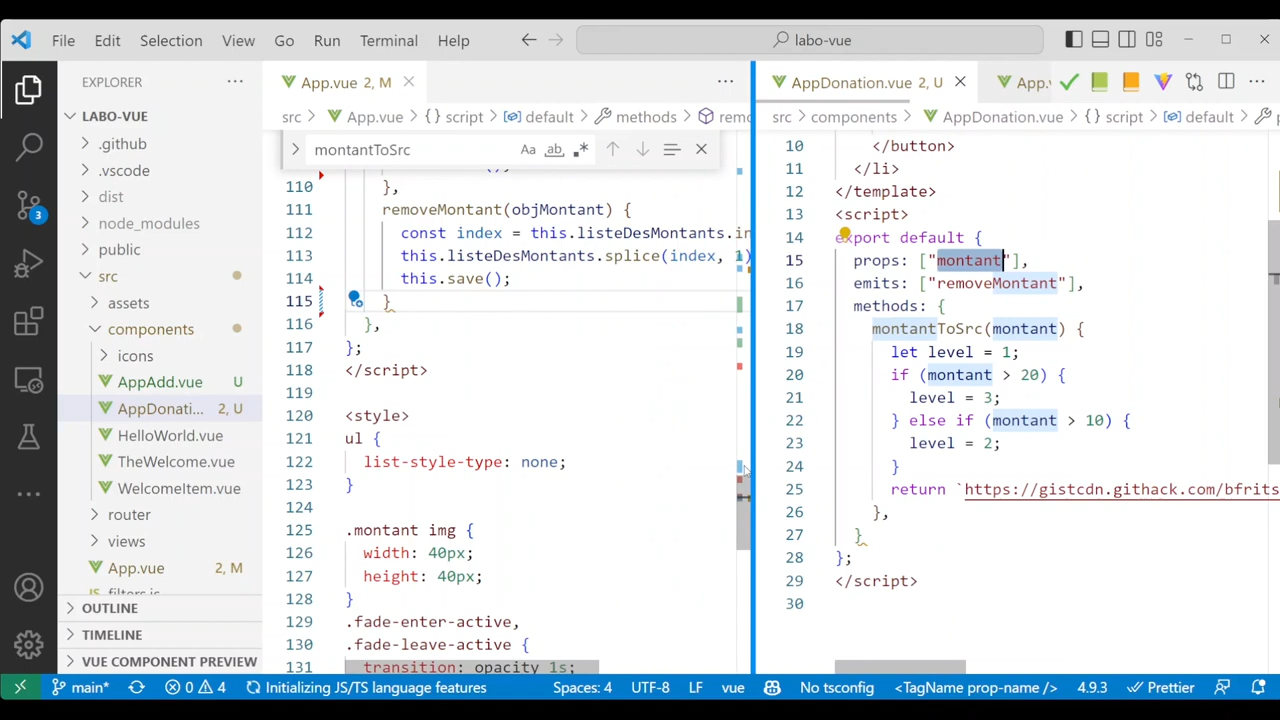 File Edit Selection View Go Run Terminal Help
labo-vue
EXPLORER
LABO-VUE
.github
.vscode
dist
node_modules
public
src
assets
components
icons
AppAdd.vue U
AppDonati... 2, U
HelloWorld.vue
TheWelcome.vue
WelcomeItem.vue
router
views
App.vue 2, M
OUTLINE
TIMELINE
VUE COMPONENT PREVIEW
3
App.vue 2, M
src > App.vue > {} script > default > methods >
montantToSrc
Aa ab .*
110 },
111 removeMontant(objMontant) {
112 const index = this.listeDesMontants.in
113 this.listeDesMontants.splice(index, 1)
114 this.save();
115 }
116 },
117 };
118 </script>
119
120 <style>
121 ul {
122 list-style-type: none;
123 }
124
125 .montant img {
126 width: 40px;
127 height: 40px;
128 }
129 .fade-enter-active,
130 .fade-leave-active {
131 transition: opacity 1s;
AppDonation.vue 2, U
App.v
src > components > AppDonation.vue > {} script > default >
10 </button>
11 </li>
12 </template>
13 <script>
14 export default {
15 props: ["montant"],
16 emits: ["removeMontant"],
17 methods: {
18 montantToSrc(montant) {
19 let level = 1;
20 if (montant > 20) {
21 level = 3;
22 } else if (montant > 10) {
23 level = 2;
24 }
25 return `https://gistcdn.githack.com/bfrits
26 },
27 }
28 };
29 </script>
30
main* 0 4 Initializing JS/TS language features Spaces: 4 UTF-8 LF vue No tsconfig <TagName prop-name /> 4.9.3 Prettier